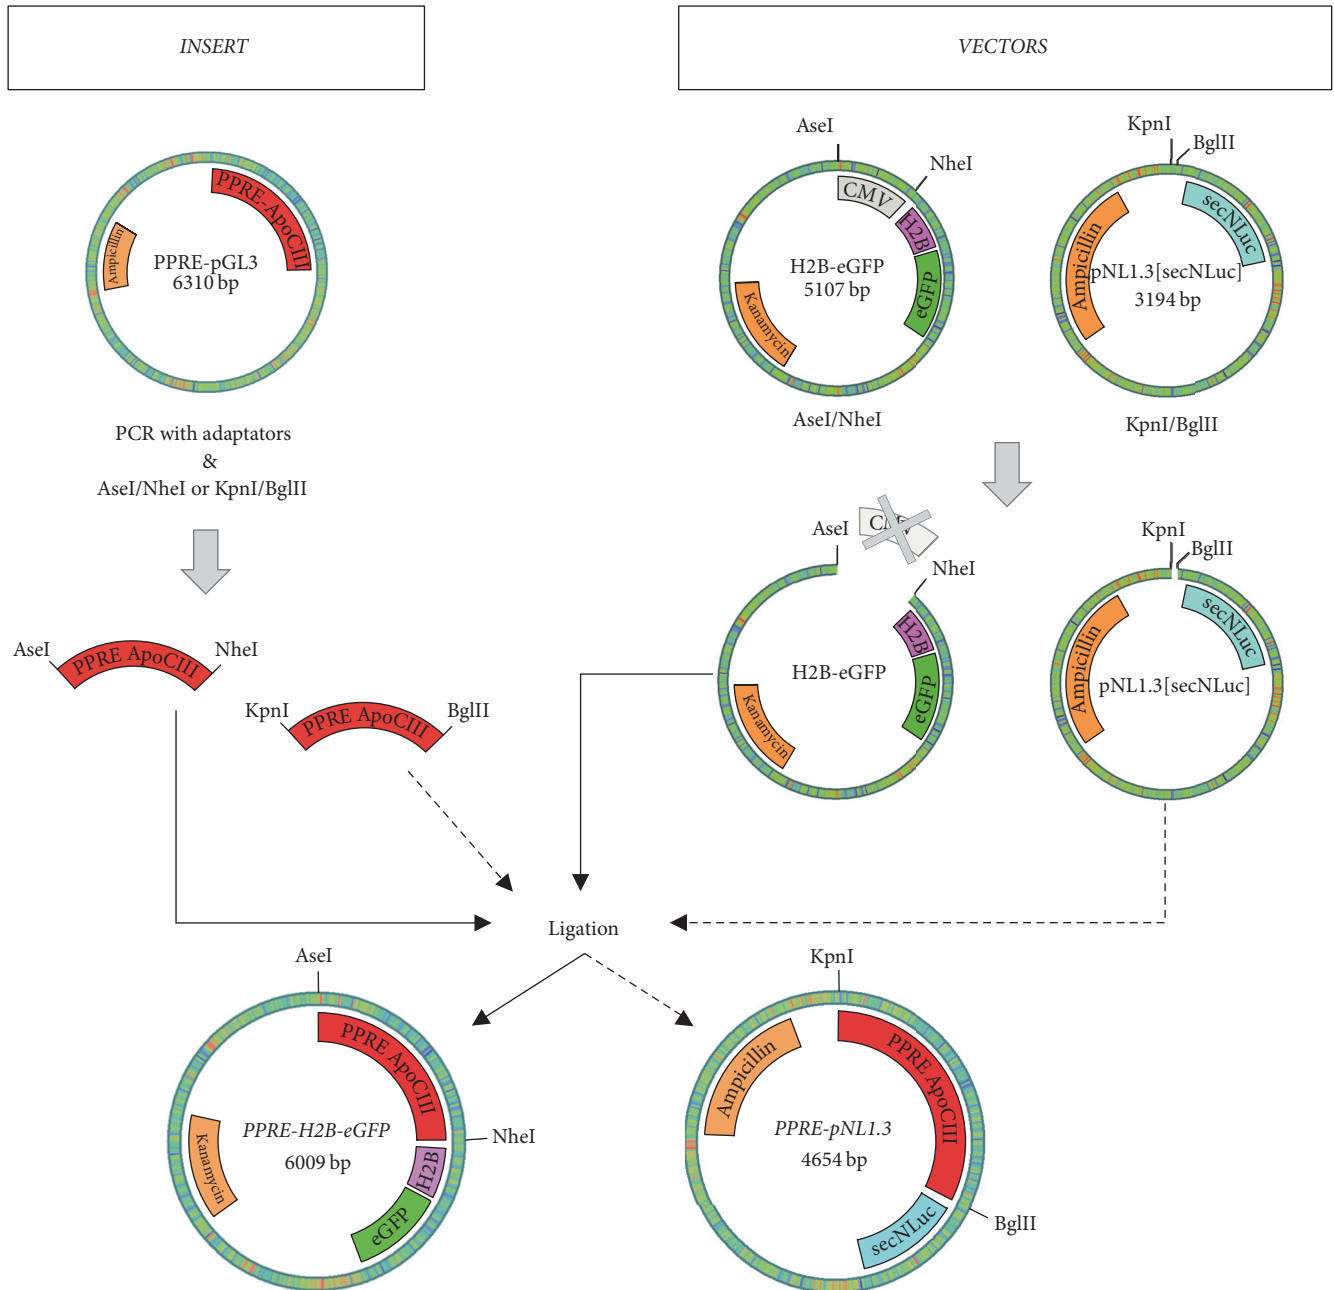 INSERT
VECTORS
PPRE-ApoCIII
Ampicillin
PPRE-pGL3
6310 bp
PCR with adaptators
&
AseI/NheI or KpnI/BglII
AseI
NheI
CMV
H2B
eGFP
Kanamycin
H2B-eGFP
5107 bp
AseI/NheI
KpnI
BglII
secNLuc
Ampicillin
pNL1.3[secNLuc]
3194 bp
KpnI/BglII
AseI
PPRE ApoCIII
NheI
KpnI
PPRE ApoCIII
BglII
AseI
CMV
NheI
H2B
eGFP
Kanamycin
H2B-eGFP
KpnI
BglII
secNLuc
Ampicillin
pNL1.3[secNLuc]
Ligation
AseI
PPRE ApoCIII
NheI
H2B
eGFP
Kanamycin
PPRE-H2B-eGFP
6009 bp
KpnI
PPRE ApoCIII
Ampicillin
PPRE-pNL1.3
4654 bp
BglII
secNLuc